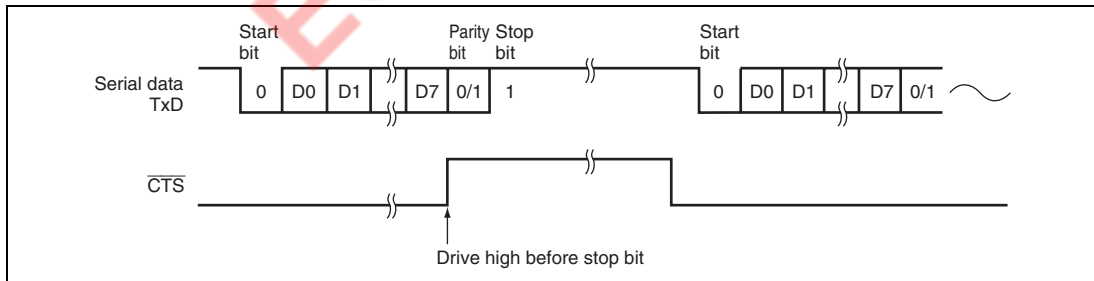 Start bit Parity bit Stop bit Start bit
Serial data TxD 0 D0 D1 D7 0/1 1 0 D0 D1 D7 0/1
CTS
Drive high before stop bit